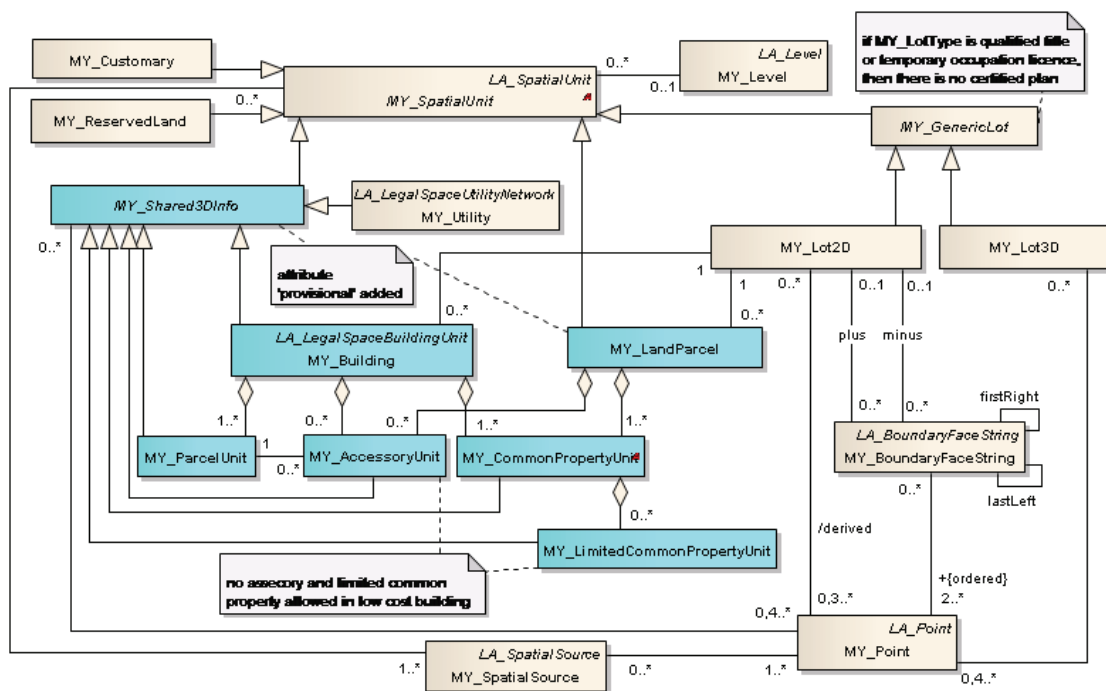 MY_Customary
LA_SpatialUnit
MY_SpatialUnit
0..*
0..*
0..1
LA_Level
MY_Level
if MY_LotType is qualified title
or temporary occupation licence,
then there is no certified plan
MY_ReservedLand
MY_GenericLot
MY_Shared3DInfo
0..*
LA_LegalSpaceUtilityNetwork
MY_Utility
MY_Lot2D
MY_Lot3D
attribute
'provisional' added
1
1
0..*
0..1
0..1
0..*
0..*
0..*
LA_LegalSpaceBuildingUnit
MY_Building
MY_LandParcel
plus
minus
1..*
0..*
0..*
1..*
1..*
0..*
0..*
firstRight
MY_ParcelUnit
1
0..*
MY_AccessoryUnit
MY_CommonPropertyUnit
LA_BoundaryFaceString
MY_BoundaryFaceString
0..*
lastLeft
0..*
MY_LimitedCommonPropertyUnit
/derived
no assecory and limited common
property allowed in low cost building
+{ordered}
2..*
0,4..*
0,3..*
LA_Point
MY_Point
1..*
LA_SpatialSource
MY_SpatialSource
0..*
1..*
0,4..*